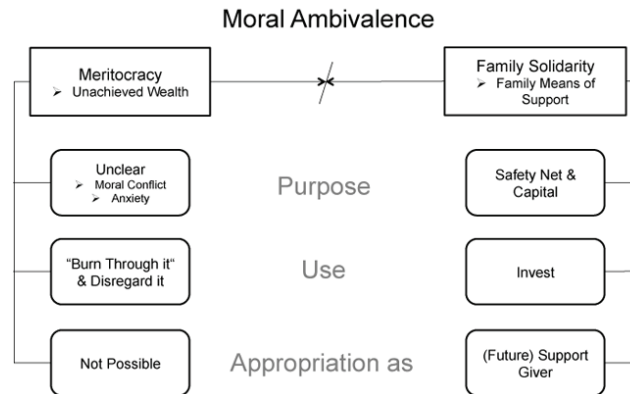 Moral Ambivalence
Meritocracy
➢ Unachieved Wealth
Family Solidarity
➢ Family Means of
Support
Unclear
➢ Moral Conflict
➢ Anxiety
Purpose
Safety Net &
Capital
"Burn Through it"
& Disregard it
Use
Invest
Not Possible
Appropriation as
(Future) Support
Giver